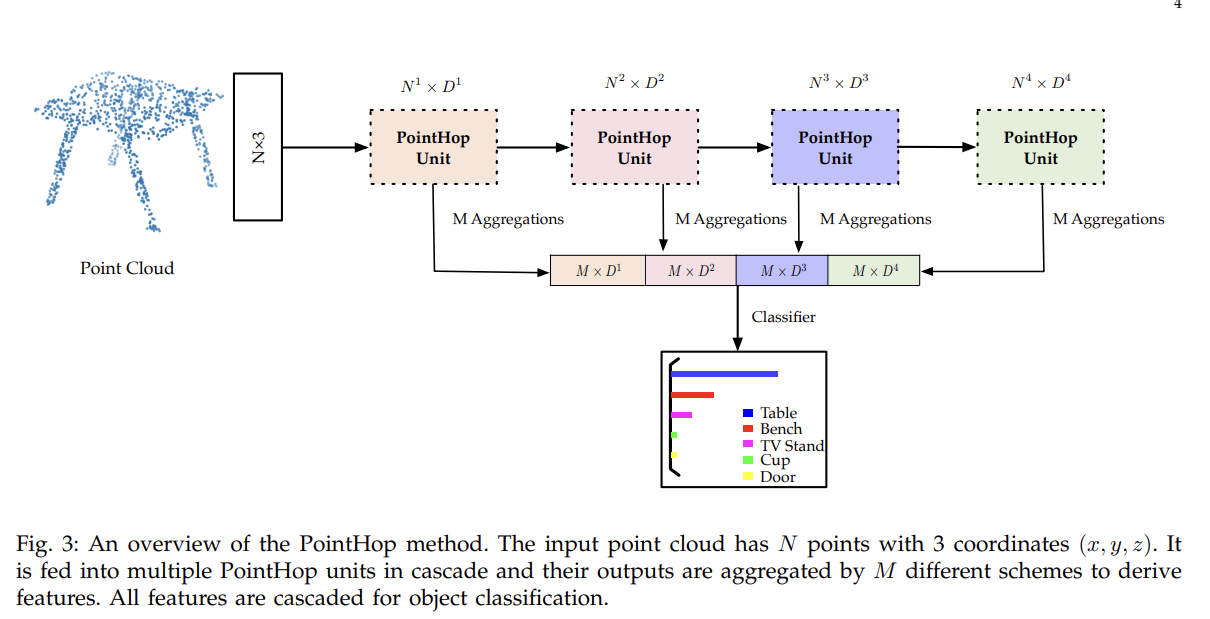 4
N¹ × D¹
N² × D²
N³ × D³
N⁴ × D⁴
N×3
PointHop
Unit
PointHop
Unit
PointHop
Unit
PointHop
Unit
M Aggregations
M Aggregations
M Aggregations
M Aggregations
Point Cloud
M × D¹
M × D²
M × D³
M × D⁴
Classifier
Table
Bench
TV Stand
Cup
Door
Fig. 3: An overview of the PointHop method. The input point cloud has N points with 3 coordinates (x, y, z). It
is fed into multiple PointHop units in cascade and their outputs are aggregated by M different schemes to derive
features. All features are cascaded for object classification.